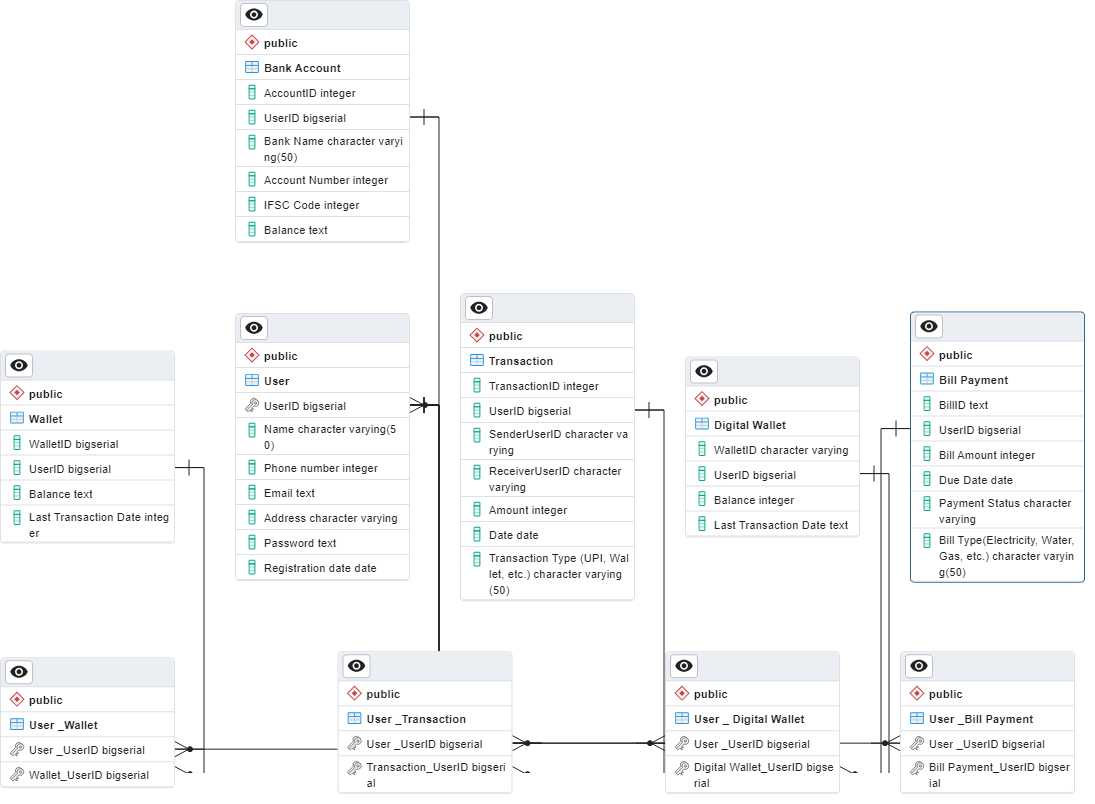 public
Bank Account
AccountID integer
UserID bigserial
Bank Name character varyi
ng(50)
Account Number integer
IFSC Code integer
Balance text
public
Wallet
WalletID bigserial
UserID bigserial
Balance text
Last Transaction Date integ
er
public
User
UserID bigserial
Name character varying(5
0)
Phone number integer
Email text
Address character varying
Password text
Registration date date
public
Transaction
TransactionID integer
UserID bigserial
SenderUserID character va
rying
ReceiverUserID character
varying
Amount integer
Date date
Transaction Type (UPI, Wal
let, etc.) character varying
(50)
public
Digital Wallet
WalletID character varying
UserID bigserial
Balance integer
Last Transaction Date text
public
Bill Payment
BillID text
UserID bigserial
Bill Amount integer
Due Date date
Payment Status character
varying
Bill Type(Electricity, Water,
Gas, etc.) character varyin
g(50)
public
User _Wallet
User _UserID bigserial
Wallet_UserID bigserial
public
User _Transaction
User _UserID bigserial
Transaction_UserID bigseri
al
public
User _ Digital Wallet
User _UserID bigserial
Digital Wallet_UserID bigse
rial
public
User _Bill Payment
User _UserID bigserial
Bill Payment_UserID bigser
ial